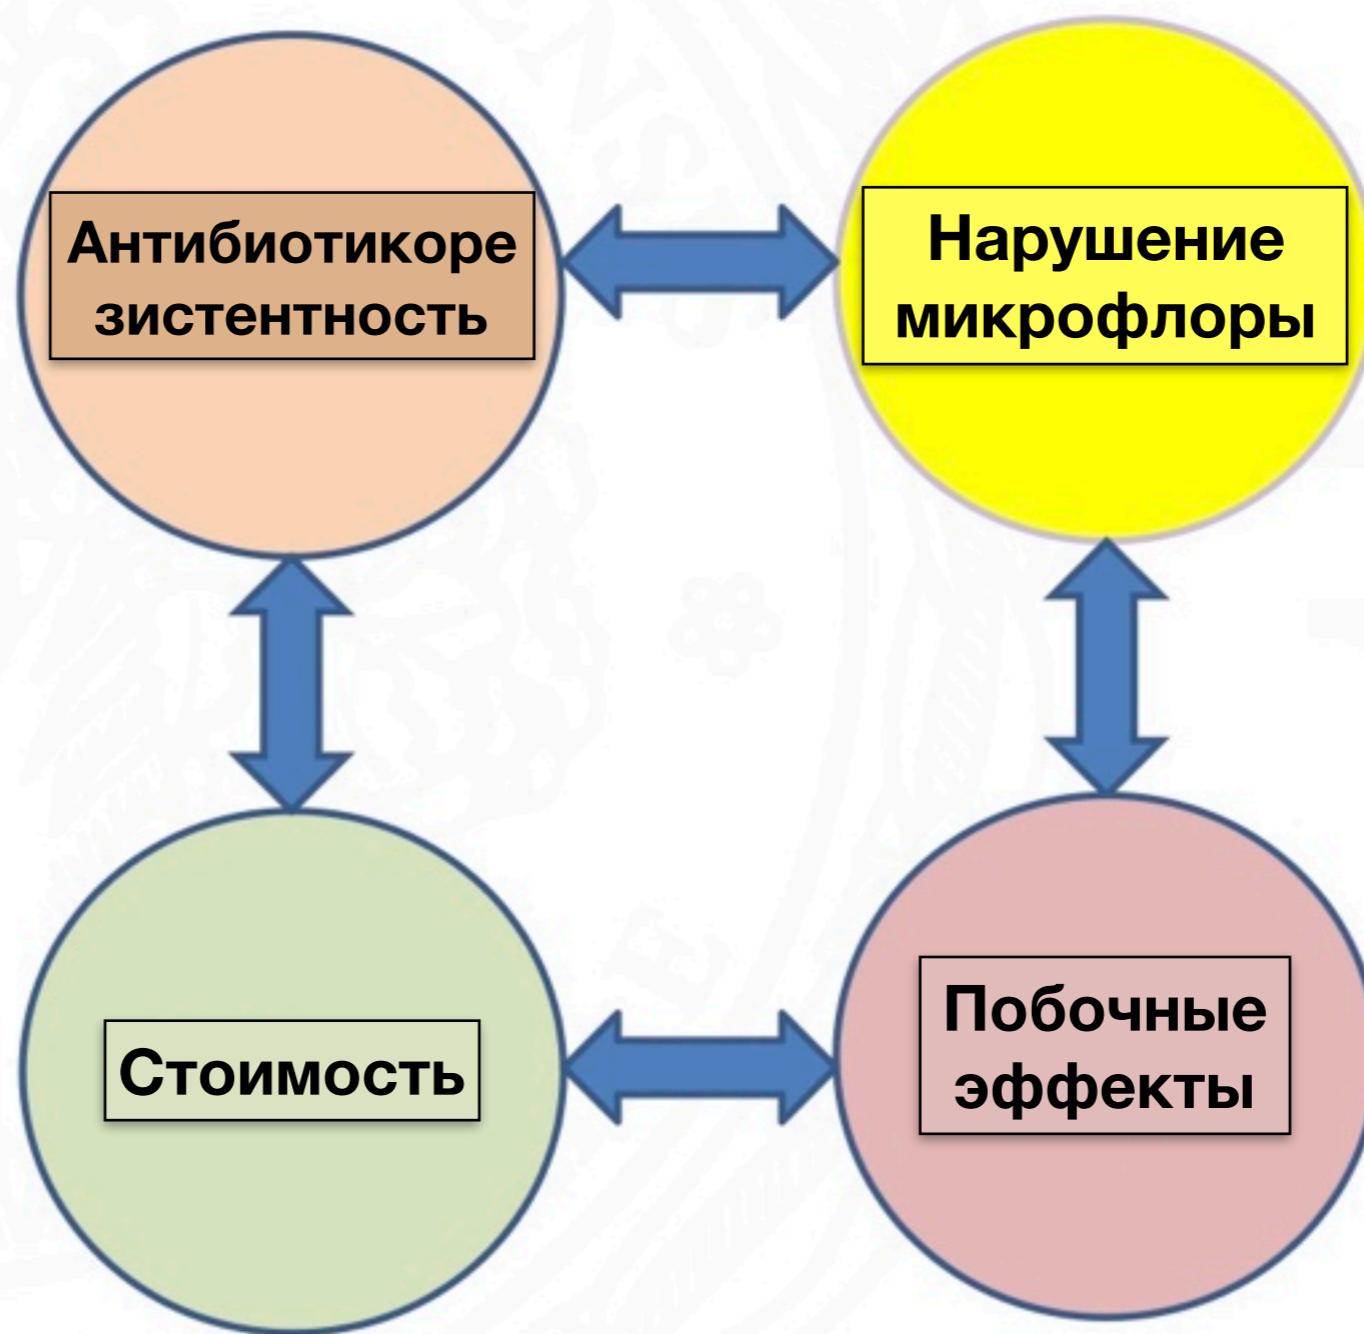 Антибиотикоре
зистентность
Нарушение
микрофлоры
Стоимость
Побочные
эффекты